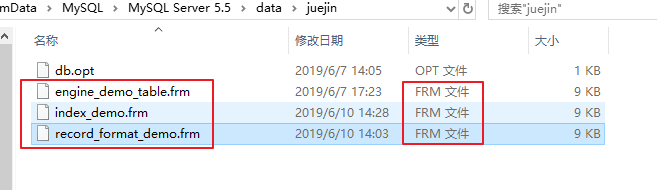 mData > MySQL > MySQL Server 5.5 > data > juejin
搜索"juejin"
名称 修改日期 类型 大小
db.opt 2019/6/7 14:05 OPT 文件 1 KB
engine_demo_table.frm 2019/6/7 17:23 FRM 文件 9 KB
index_demo.frm 2019/6/10 14:28 FRM 文件 9 KB
record_format_demo.frm 2019/6/10 14:03 FRM 文件 9 KB